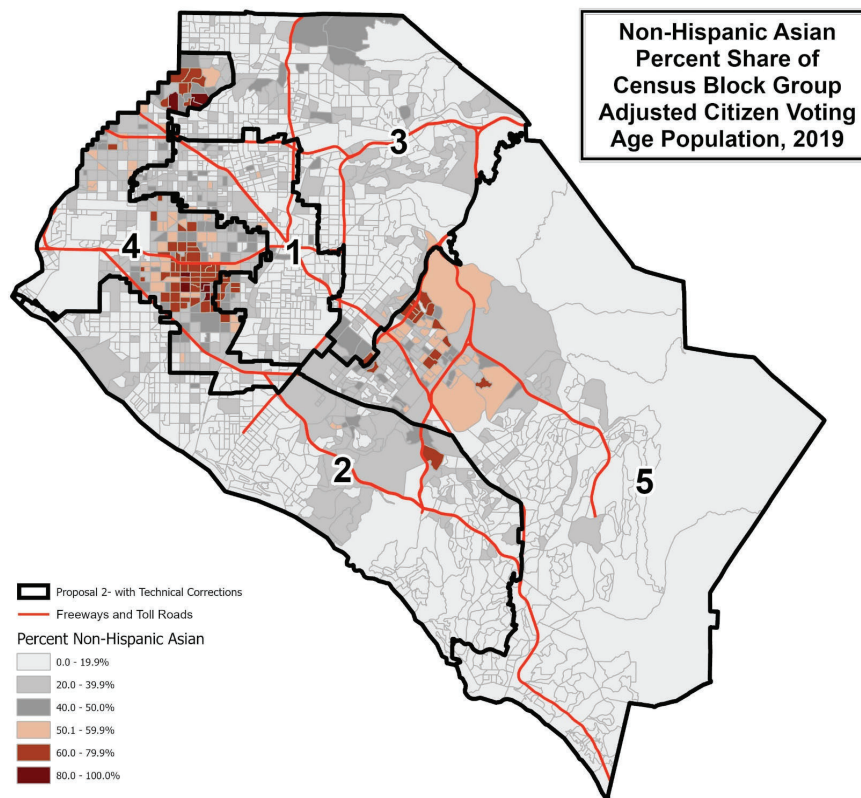 Non-Hispanic Asian
Percent Share of
Census Block Group
Adjusted Citizen Voting
Age Population, 2019
3
4
1
2
5
Proposal 2- with Technical Corrections
Freeways and Toll Roads
Percent Non-Hispanic Asian
0.0 - 19.9%
20.0 - 39.9%
40.0 - 50.0%
50.1 - 59.9%
60.0 - 79.9%
80.0 - 100.0%